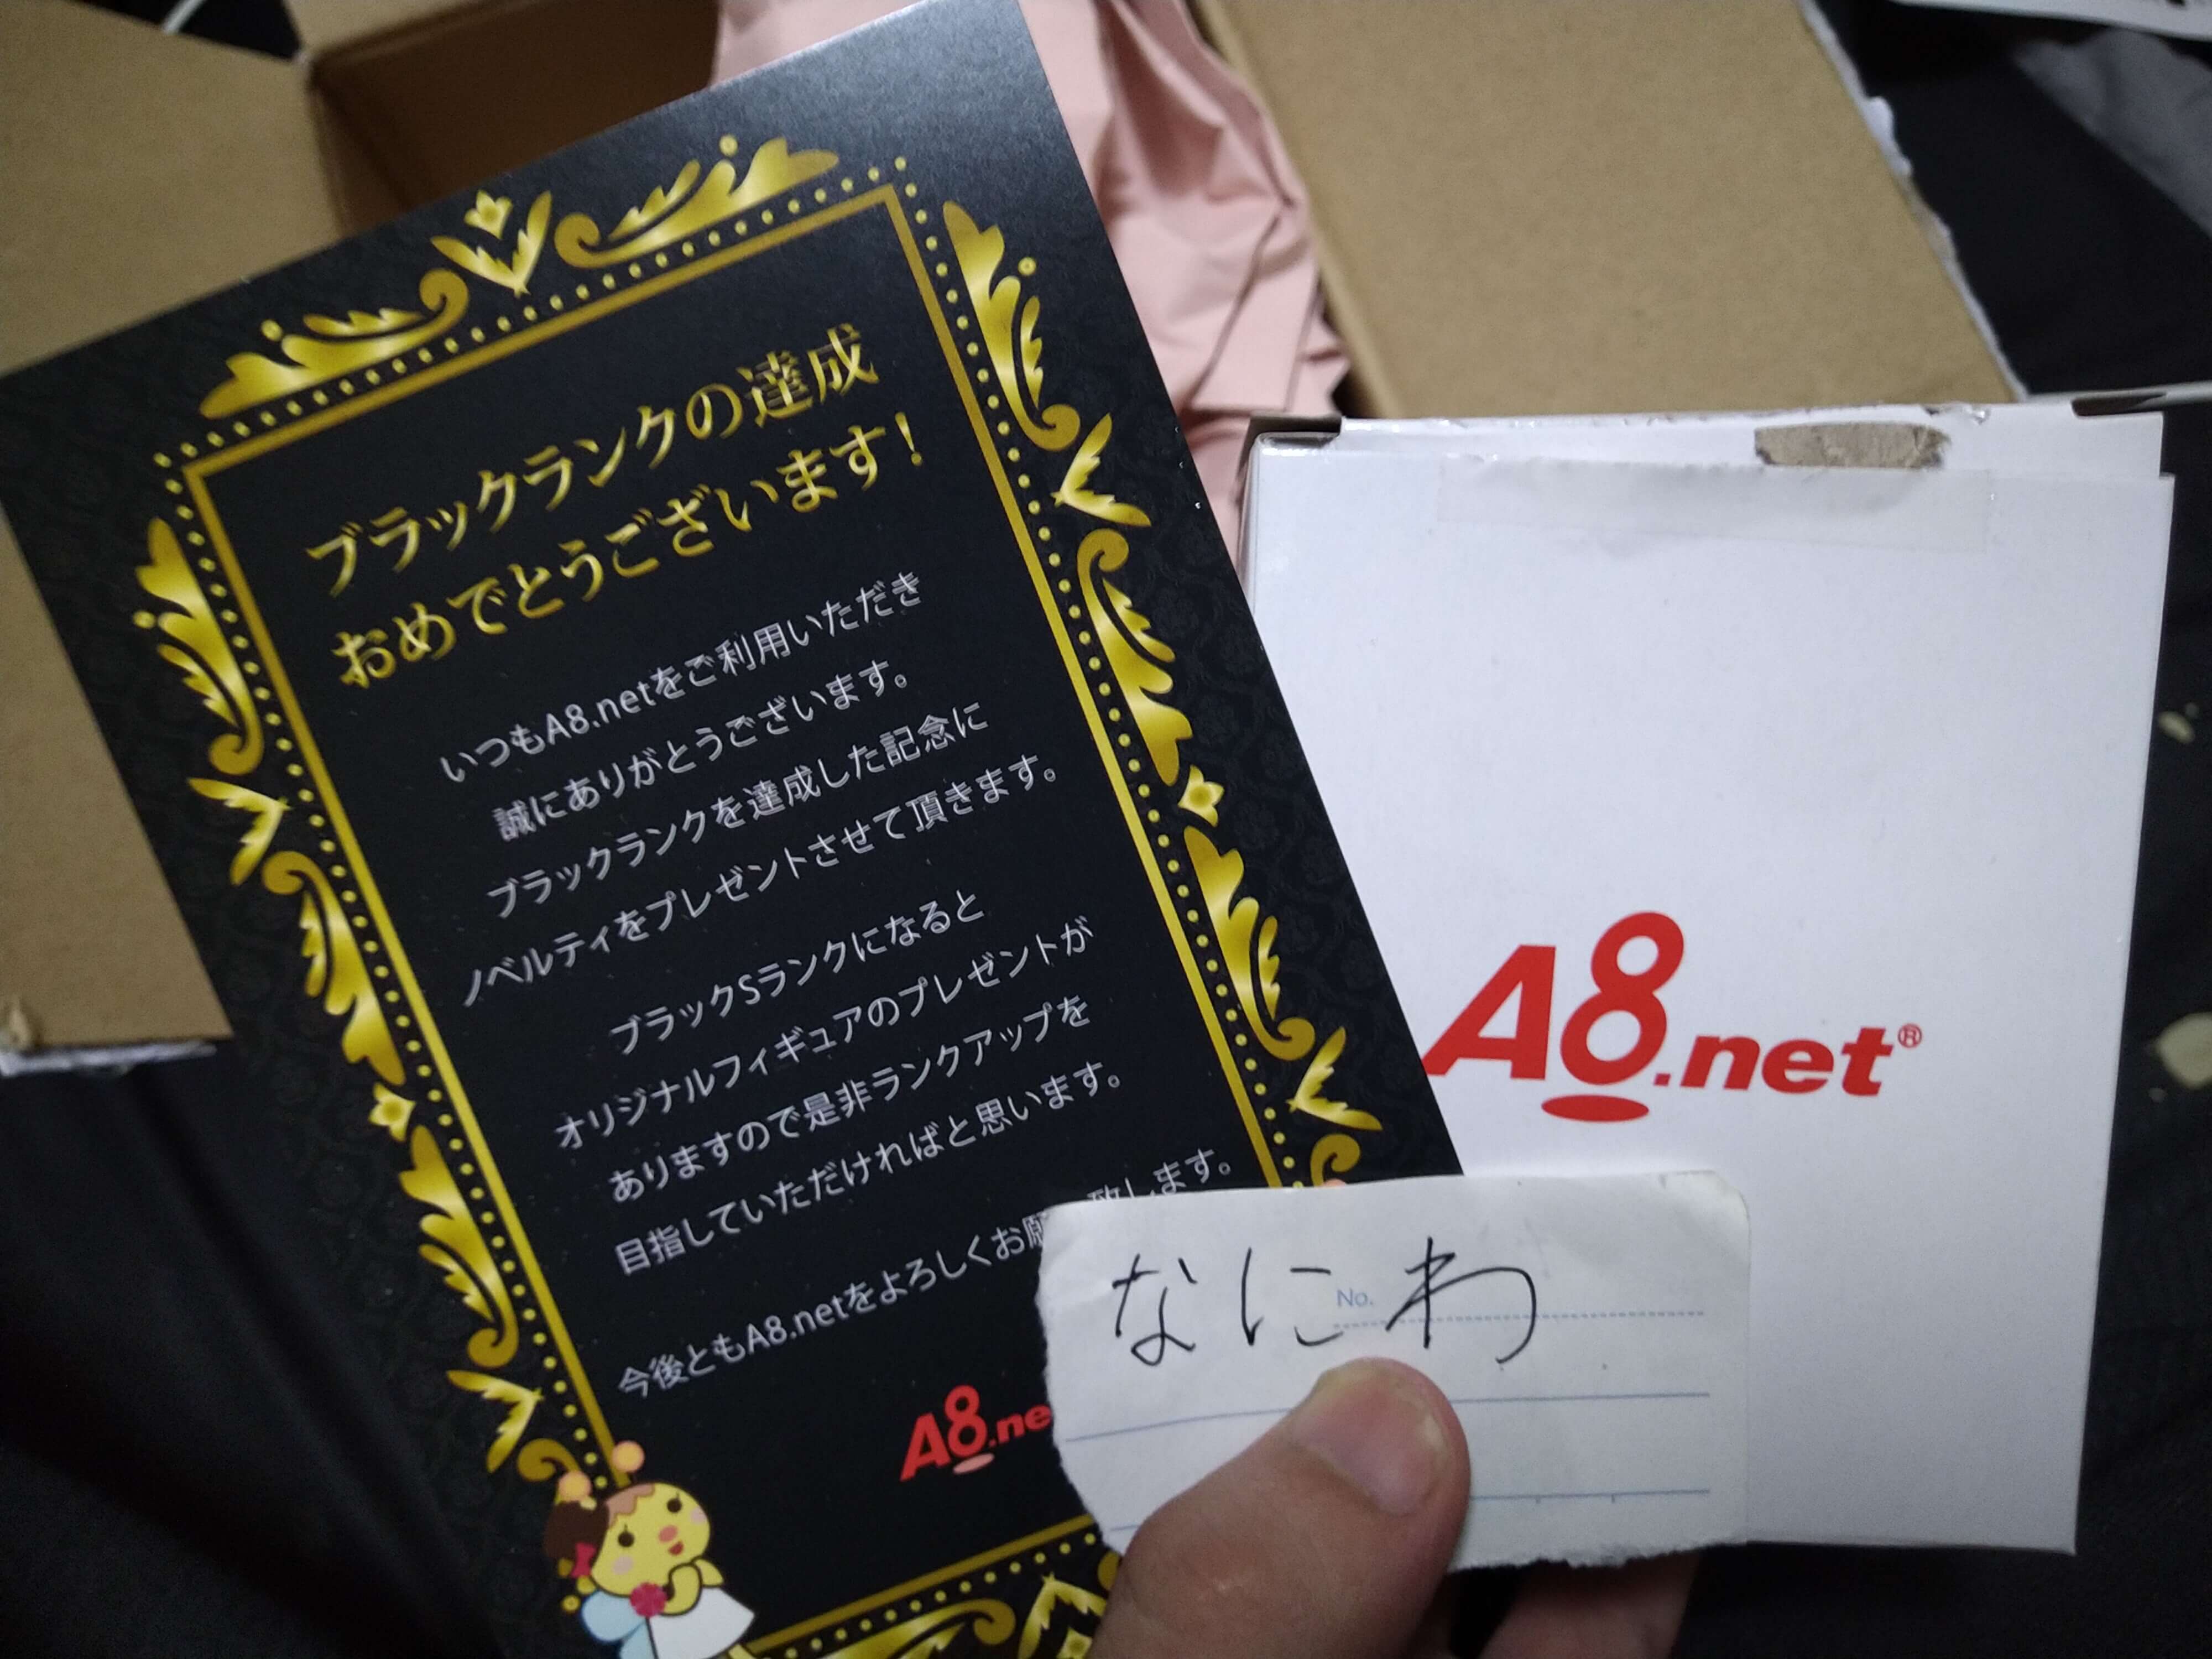 ブラックランクの達成
おめでとうございます!
いつもA8.netをご利用いただき
誠にありがとうございます。
ブラックランクを達成した記念に
ノベルティをプレゼントさせて頂きます。
ブラックSランクになると
オリジナルフィギュアのプレゼントが
ありますので是非ランクアップを
目指していただければと思います。
今後ともA8.netをよろしくお願致します。
A8.ne
A8.net®
なにわ
No.